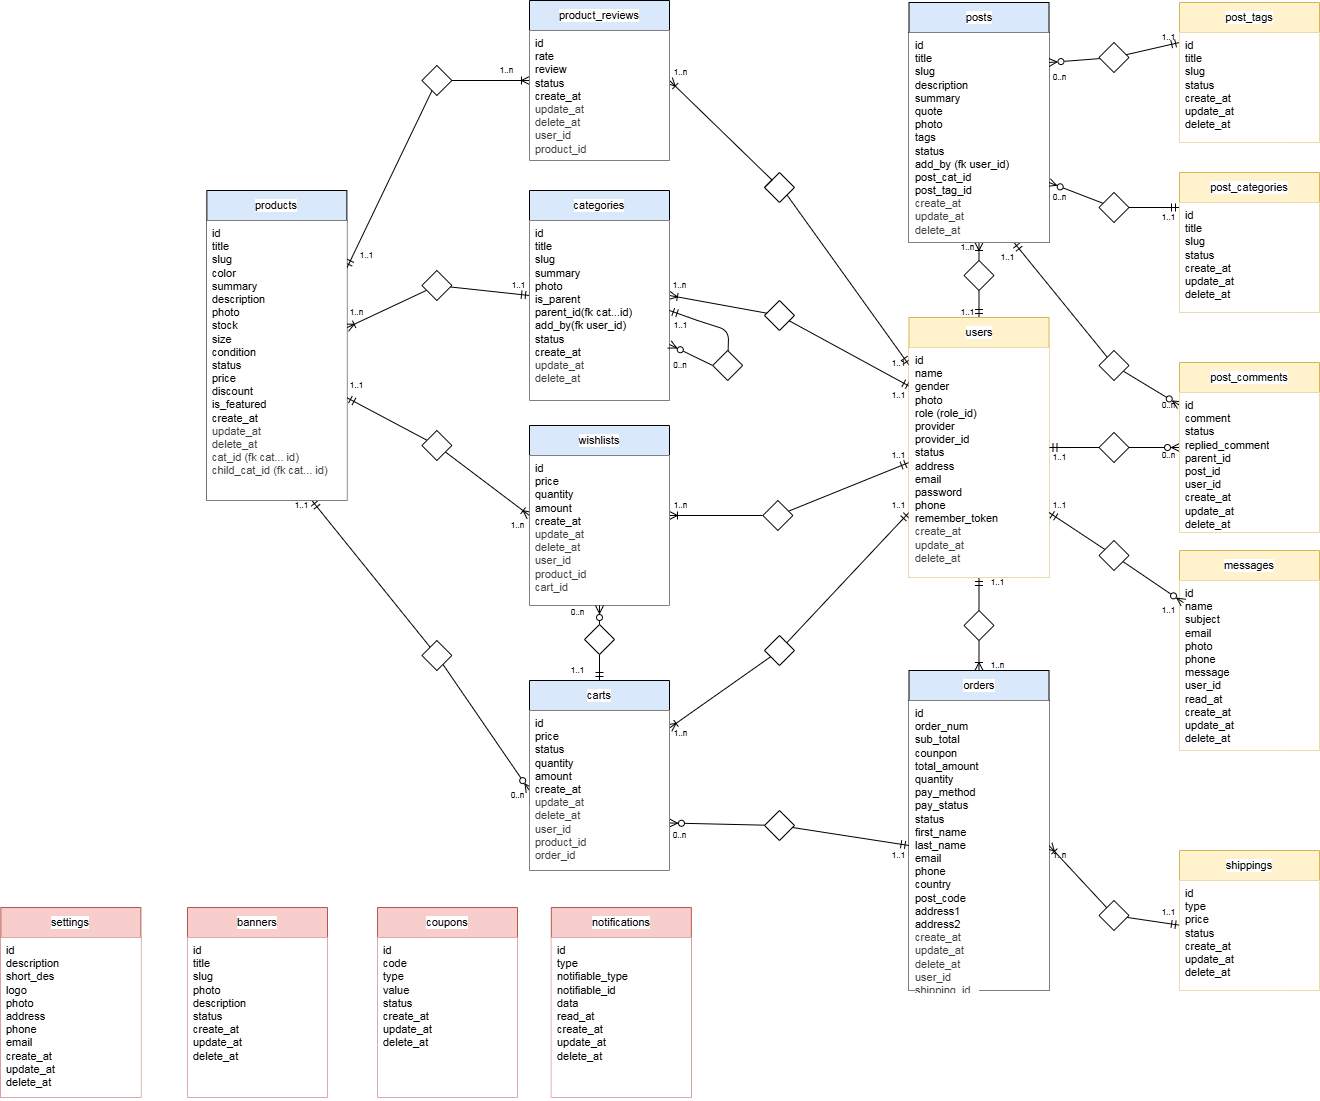 product_reviews
id
rate
review
status
create_at
update_at
delete_at
user_id
product_id
posts
id
title
slug
description
summary
quote
photo
tags
status
add_by (fk user_id)
post_cat_id
post_tag_id
create_at
update_at
delete_at
post_tags
id
title
slug
status
create_at
update_at
delete_at
post_categories
id
title
slug
status
create_at
update_at
delete_at
products
id
title
slug
color
summary
description
photo
stock
size
condition
status
price
discount
is_featured
create_at
update_at
delete_at
cat_id (fk cat... id)
child_cat_id (fk cat... id)
categories
id
title
slug
summary
photo
is_parent
parent_id(fk cat...id)
add_by(fk user_id)
status
create_at
update_at
delete_at
users
id
name
gender
photo
role (role_id)
provider
provider_id
status
address
email
password
phone
remember_token
create_at
update_at
delete_at
post_comments
id
comment
status
replied_comment
parent_id
post_id
user_id
create_at
update_at
delete_at
wishlists
id
price
quantity
amount
create_at
update_at
delete_at
user_id
product_id
cart_id
messages
id
name
subject
email
photo
phone
message
user_id
read_at
create_at
update_at
delete_at
carts
id
price
status
quantity
amount
create_at
update_at
delete_at
user_id
product_id
order_id
orders
id
order_num
sub_total
counpon
total_amount
quantity
pay_method
pay_status
status
first_name
last_name
email
phone
country
post_code
address1
address2
create_at
update_at
delete_at
user_id
shipping_id
shippings
id
type
price
status
create_at
update_at
delete_at
settings
id
description
short_des
logo
photo
address
phone
email
create_at
update_at
delete_at
banners
id
title
slug
photo
description
status
create_at
update_at
delete_at
coupons
id
code
type
value
status
create_at
update_at
delete_at
notifications
id
type
notifiable_type
notifiable_id
data
read_at
create_at
update_at
delete_at
1..n
1..1
1..n
1..1
1..1
0..n
1..1
0..n
1..n
1..1
1..n
1..1
1..1
0..n
1..n
1..1
1..1
0..n
1..1
1..n
1..n
1..1
1..1
0..n
1..1
1..1
0..n
1..1
1..1
1..n
1..1
0..n
1..1
1..n
0..n
1..1
1..n
1..1